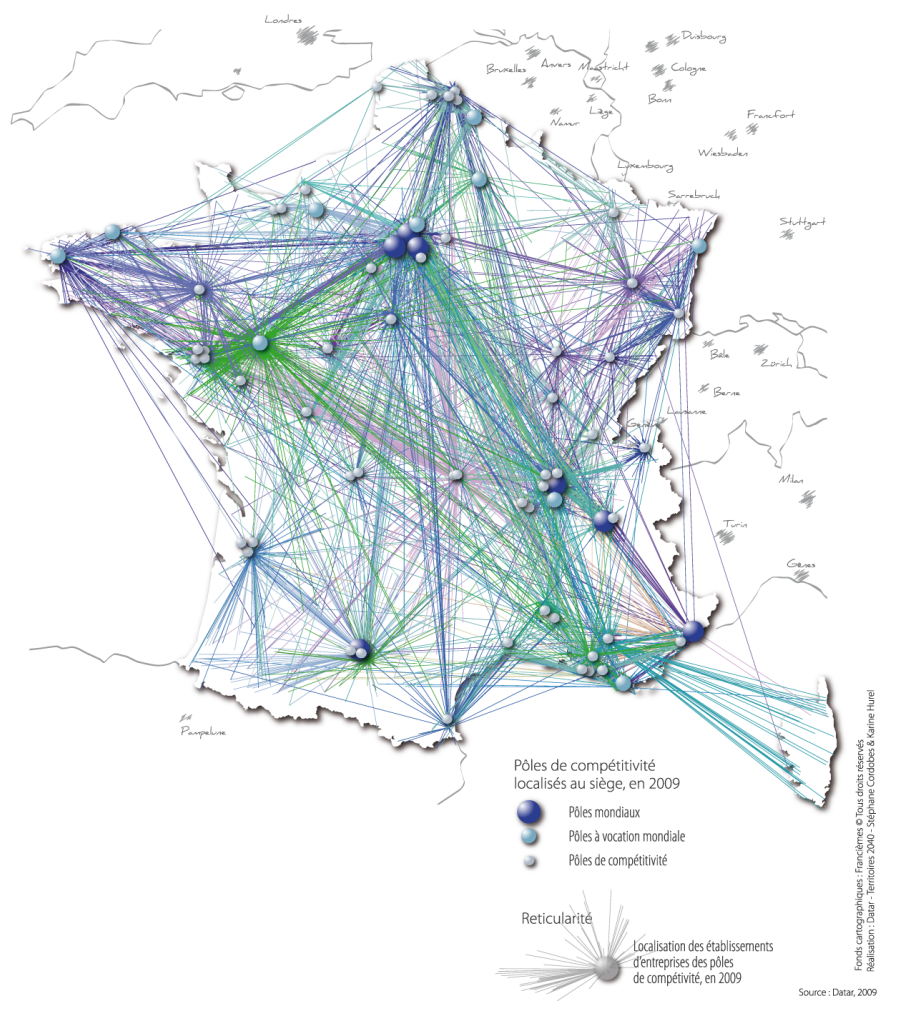 Londres
Duisbourg
Bruxelles
Anvers
Maastricht
Cologne
Bonn
Liège
Namur
Francfort
Wiesbaden
Luxembourg
Sarrebruck
Stuttgart
Bâle
Zürich
Berne
Lausanne
Genève
Milan
Turin
Gênes
Pampelune
Pôles de compétitivité
localisés au siège, en 2009
Pôles mondiaux
Pôles à vocation mondiale
Pôles de compétitivité
Reticularité
Localisation des établissements
d'entreprises des pôles
de compétitivité, en 2009
Fonds cartographiques : Francièmes © Tous droits réservés
Réalisation : Datar - Territoires 2040 - Stéphane Cordobes & Karine Hurel
Source : Datar, 2009